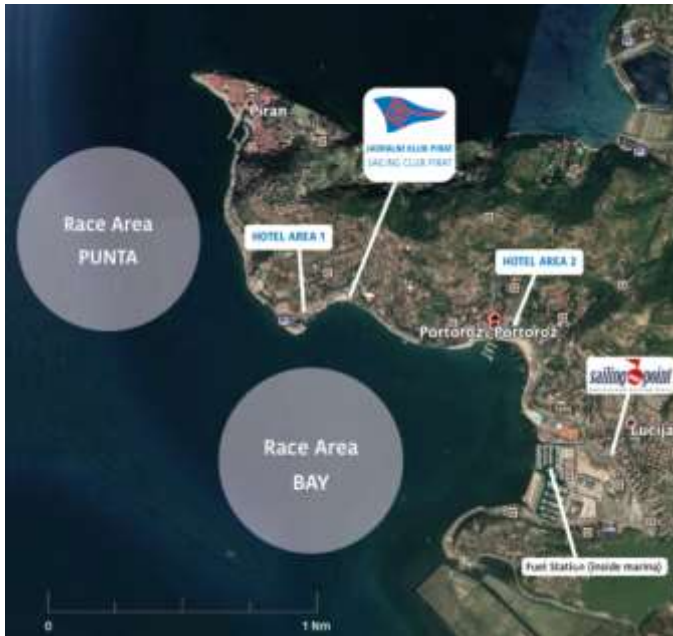 Piran
JADRALNI KLUB PIRAT
SAILING CLUB PIRAT
Race Area
PUNTA
HOTEL AREA 1
HOTEL AREA 2
Portorož, Portorož
sailing point
Lucija
Race Area
BAY
Fuel Station (inside marina)
0
1 Nm